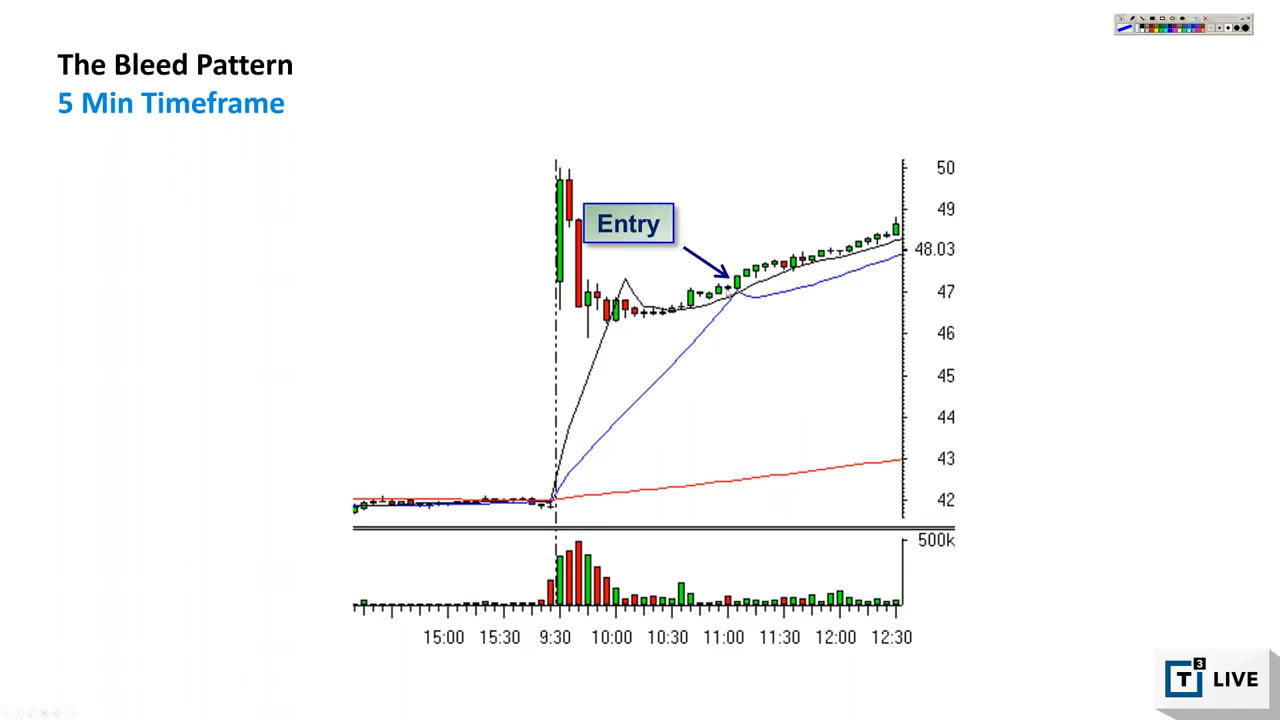 The Bleed Pattern
5 Min Timeframe
Entry
50
49
48.03
47
46
45
44
43
42
500k
15:00 15:30 9:30 10:00 10:30 11:00 11:30 12:00 12:30
T3 LIVE